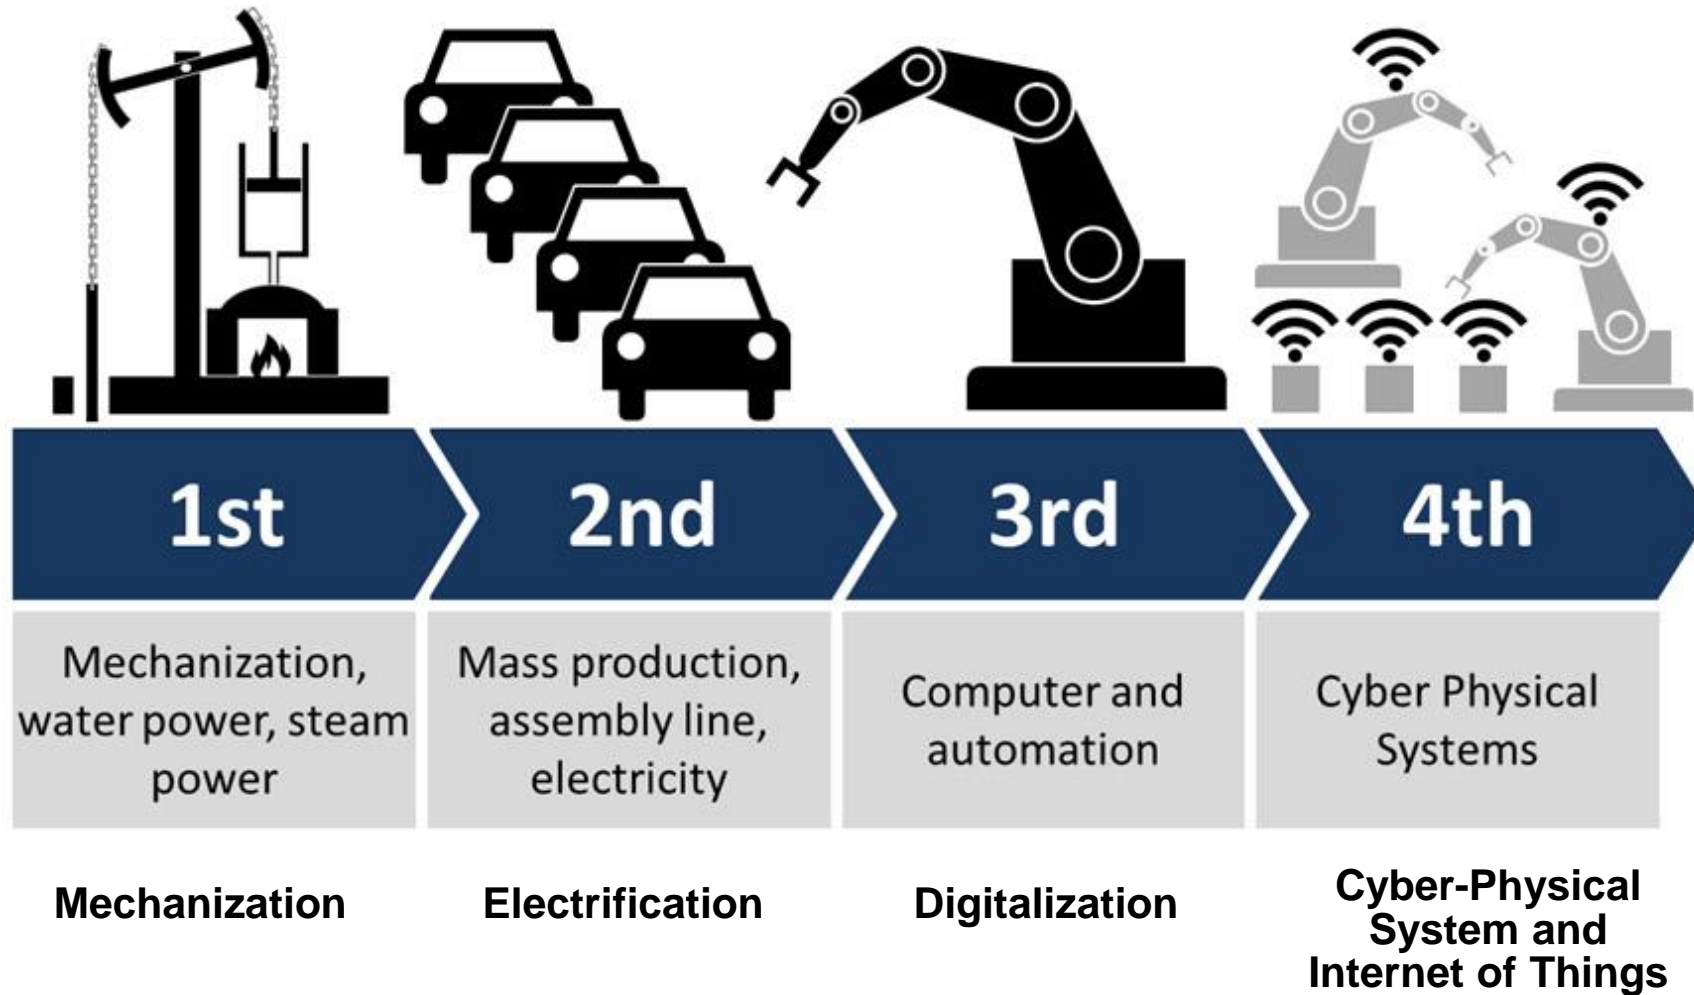 1st
2nd
3rd
4th
Mechanization,
water power, steam
power
Mass production,
assembly line,
electricity
Computer and
automation
Cyber Physical
Systems
Mechanization
Electrification
Digitalization
Cyber-Physical
System and
Internet of Things